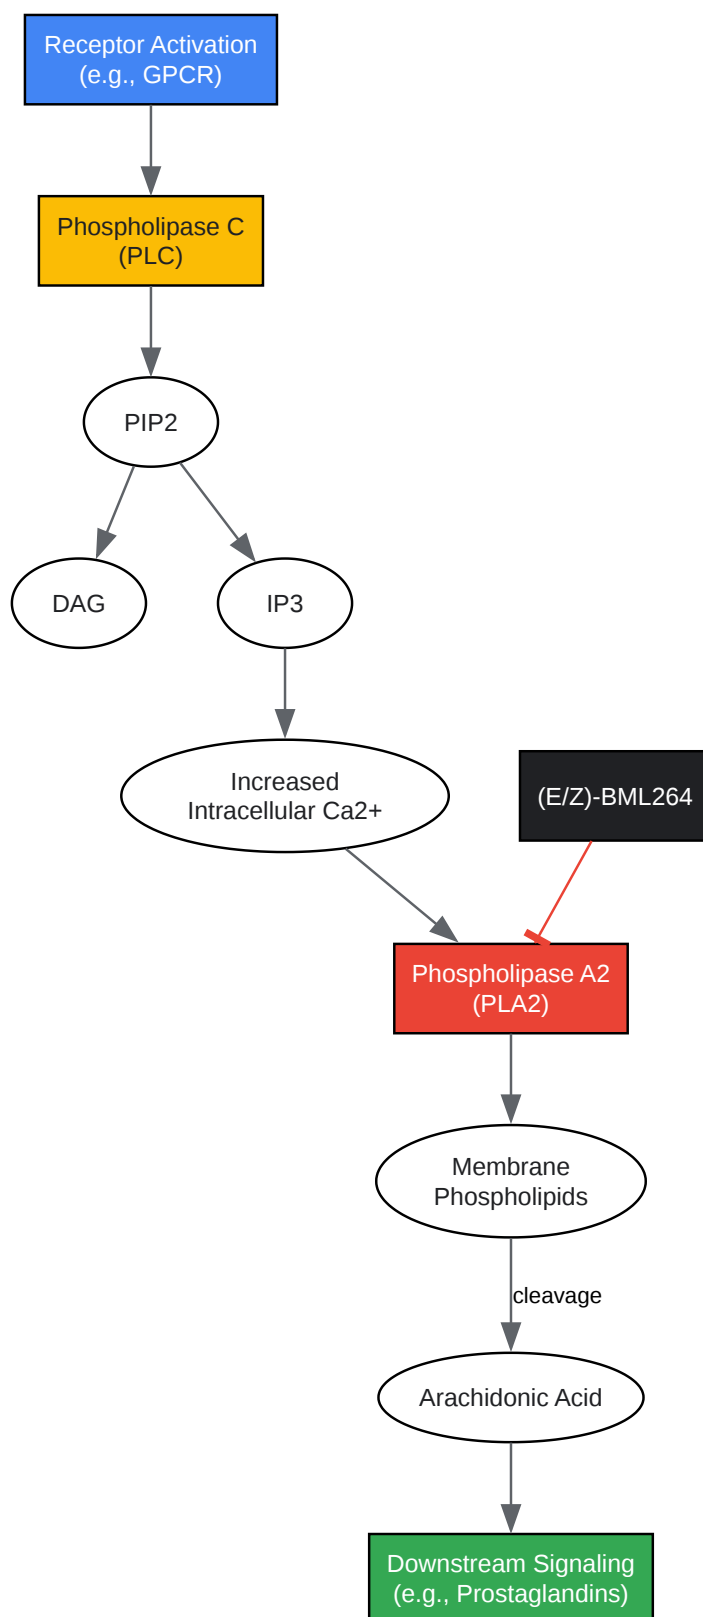 Receptor Activation
(e.g., GPCR)
Phospholipase C
(PLC)
PIP2
DAG
IP3
Increased
Intracellular Ca2+
(E/Z)-BML264
Phospholipase A2
(PLA2)
Membrane
Phospholipids
cleavage
Arachidonic Acid
Downstream Signaling
(e.g., Prostaglandins)